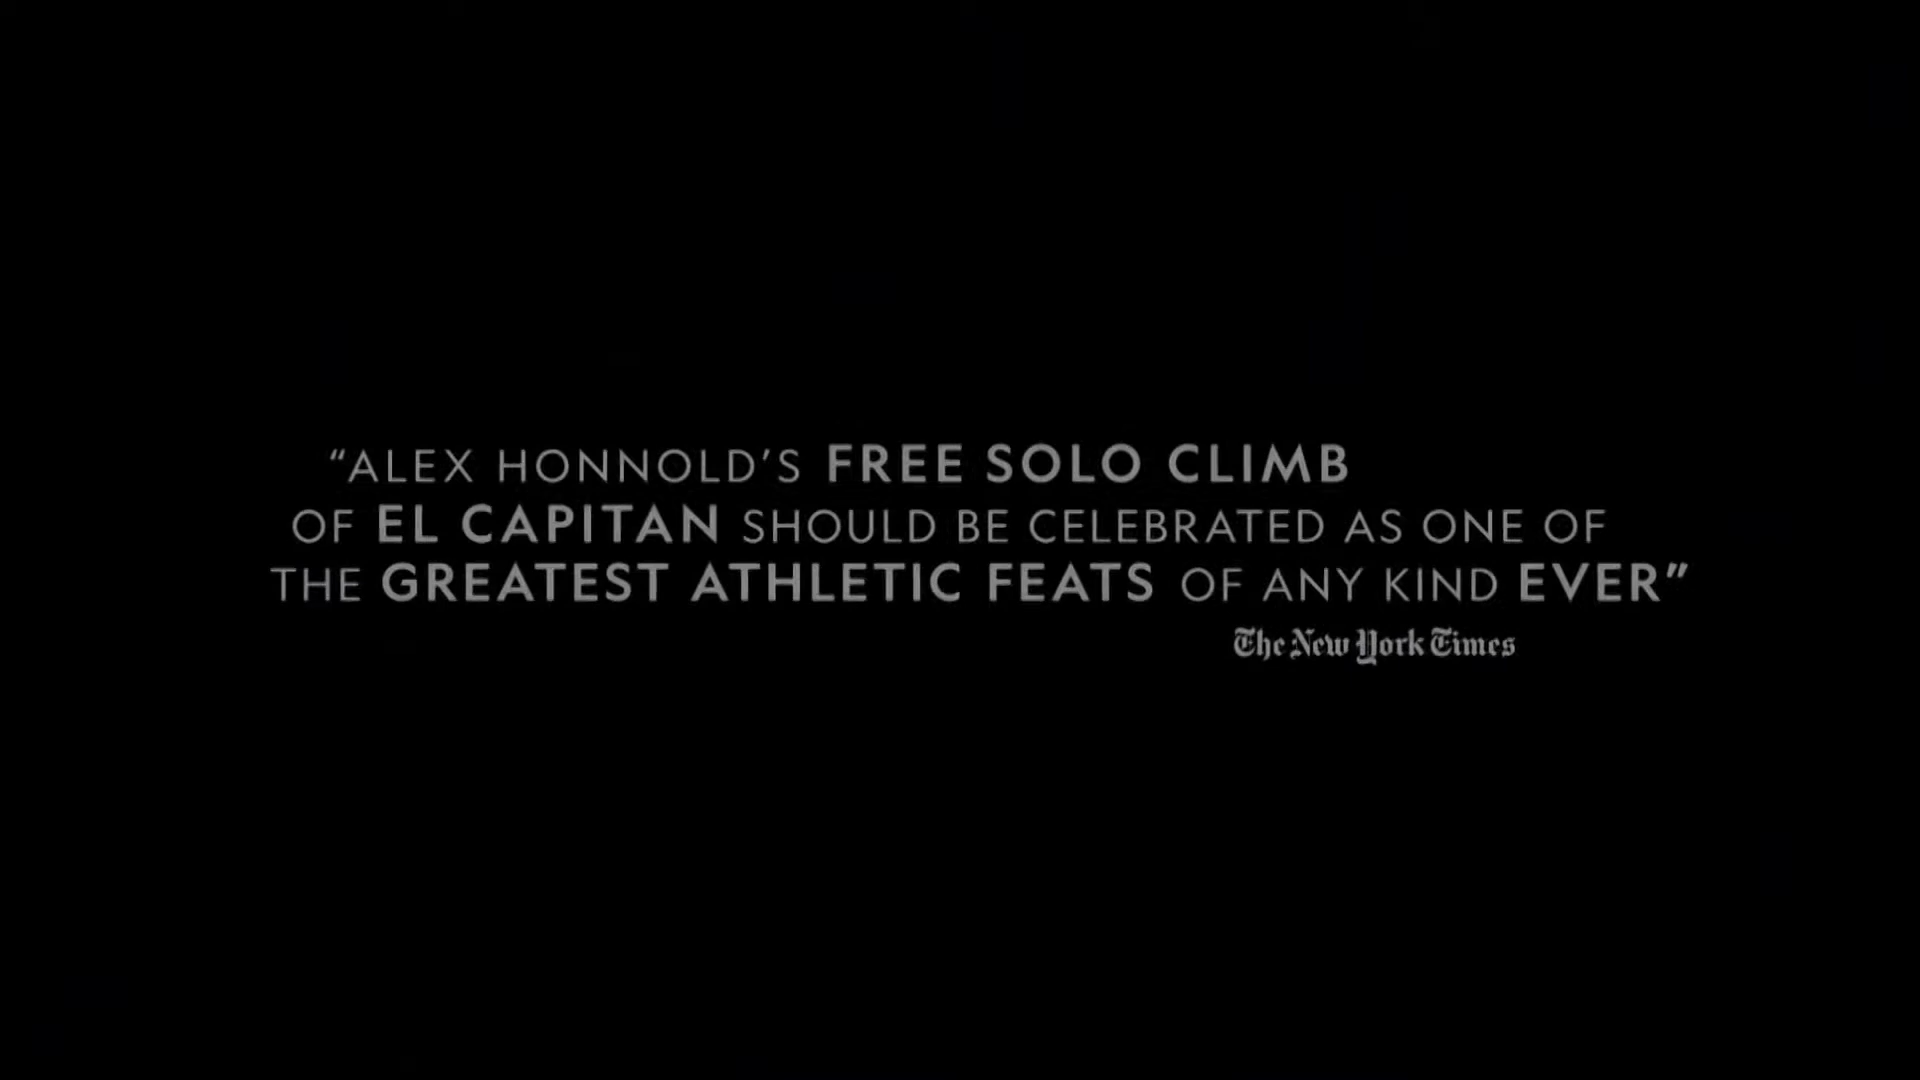 “ALEX HONNOLD’S FREE SOLO CLIMB
OF EL CAPITAN SHOULD BE CELEBRATED AS ONE OF
THE GREATEST ATHLETIC FEATS OF ANY KIND EVER”
The New York Times